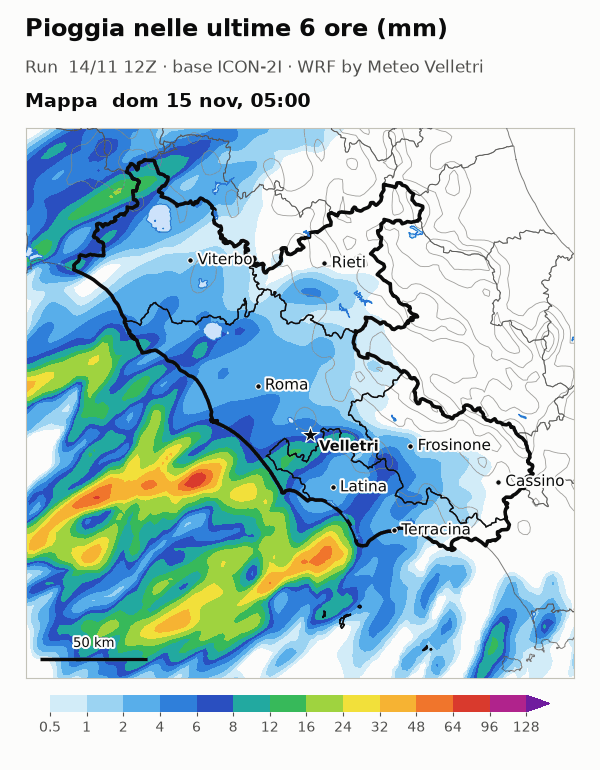 Pioggia nelle ultime 6 ore (mm)
Run  14/11 12Z · base ICON-2I · WRF by Meteo Velletri
Mappa  dom 15 nov, 05:00
Viterbo
Rieti
Roma
Velletri
Frosinone
Latina
Cassino
Terracina
50 km
0.5 1 2 4 6 8 12 16 24 32 48 64 96 128